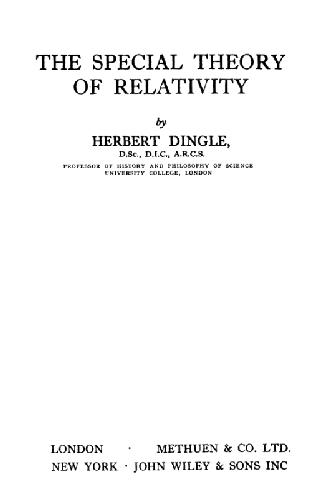 THE SPECIAL THEORY
OF RELATIVITY
by
HERBERT DINGLE,
D.Sc., D.I.C., A.R.C.S.
PROFESSOR OF HISTORY AND PHILOSOPHY OF SCIENCE
UNIVERSITY COLLEGE, LONDON
LONDON · METHUEN & CO. LTD.
NEW YORK · JOHN WILEY & SONS INC